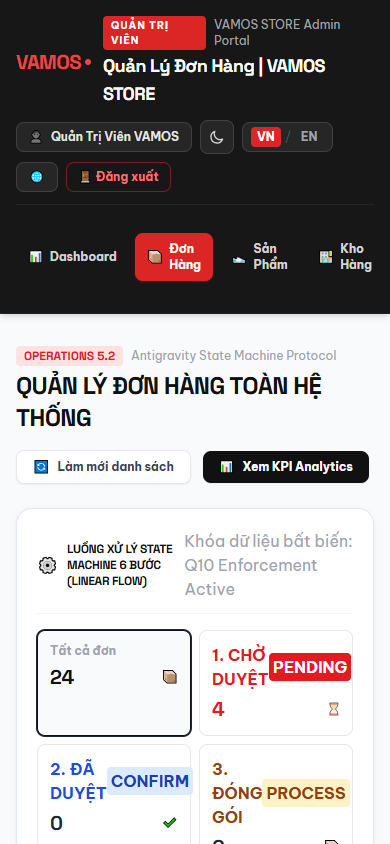 VAMOS
QUẢN TRỊ
VIÊN
VAMOS STORE Admin
Portal
Quản Lý Đơn Hàng | VAMOS
STORE
Quản Trị Viên VAMOS
VN / EN
Đăng xuất
Dashboard
Đơn
Hàng
Sản
Phẩm
Kho
Hàng
OPERATIONS 5.2
Antigravity State Machine Protocol
QUẢN LÝ ĐƠN HÀNG TOÀN HỆ
THỐNG
Làm mới danh sách
Xem KPI Analytics
LUỒNG XỬ LÝ STATE
MACHINE 6 BƯỚC
(LINEAR FLOW)
Khóa dữ liệu bất biến:
Q10 Enforcement
Active
Tất cả đơn
24
1. CHỜ
DUYỆT
PENDING
4
2. ĐÃ
DUYỆT
CONFIRM
0
3.
ĐÓNG
GÓI
PROCESS